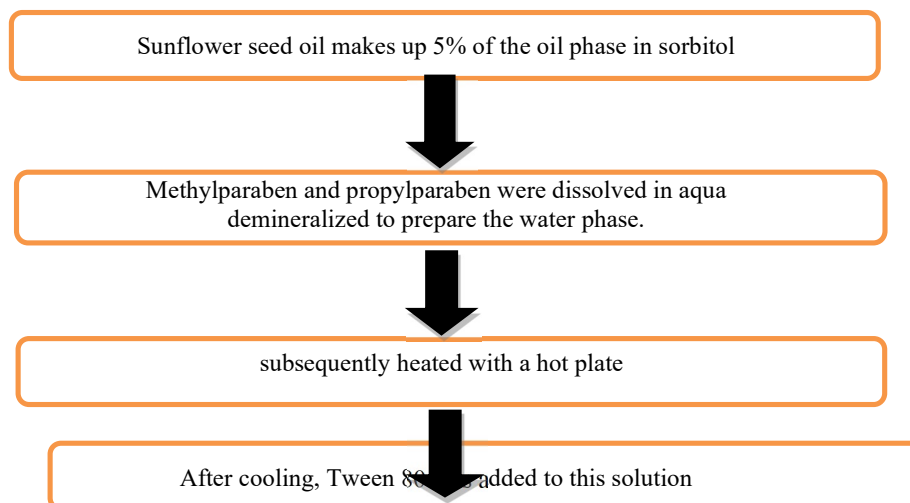 Sunflower seed oil makes up 5% of the oil phase in sorbitol
Methylparaben and propylparaben were dissolved in aqua
demineralized to prepare the water phase.
subsequently heated with a hot plate
After cooling, Tween added to this solution